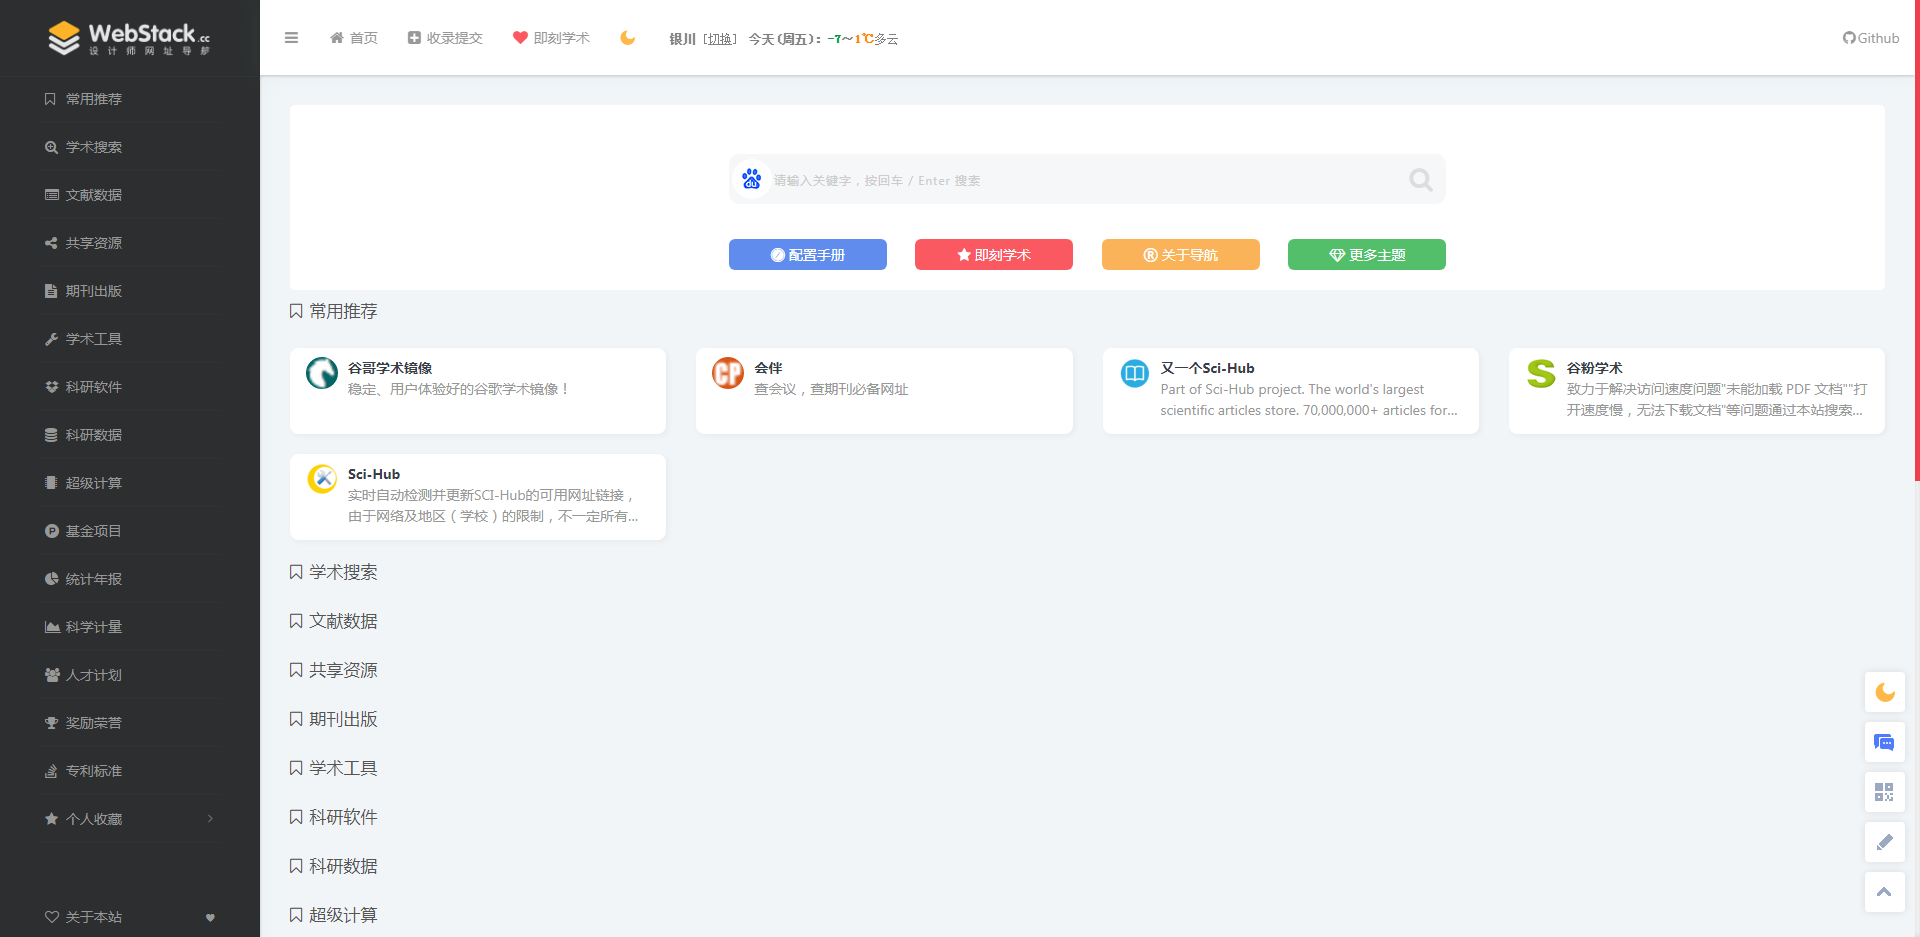 WebStack.cc
设计师网址导航
常用推荐
学术搜索
文献数据
共享资源
期刊出版
学术工具
科研软件
科研数据
超级计算
基金项目
统计年报
科学计量
人才计划
奖励荣誉
专利标准
个人收藏
关于本站
首页
收录提交
即刻学术
银川 [切换] 今天(周五)：-7～1℃多云
Github
du
请输入关键字，按回车 / Enter 搜索
配置手册
即刻学术
关于导航
更多主题
常用推荐
谷哥学术镜像
稳定、用户体验好的谷歌学术镜像！
CP
会伴
查会议，查期刊必备网址
又一个Sci-Hub
Part of Sci-Hub project. The world's largest
scientific articles store. 70,000,000+ articles for...
S
谷粉学术
致力于解决访问速度问题"未能加载 PDF 文档""打
开速度慢，无法下载文档"等问题通过本站搜索...
Sci-Hub
实时自动检测并更新SCI-Hub的可用网址链接，
由于网络及地区（学校）的限制，不一定所有...
学术搜索
文献数据
共享资源
期刊出版
学术工具
科研软件
科研数据
超级计算